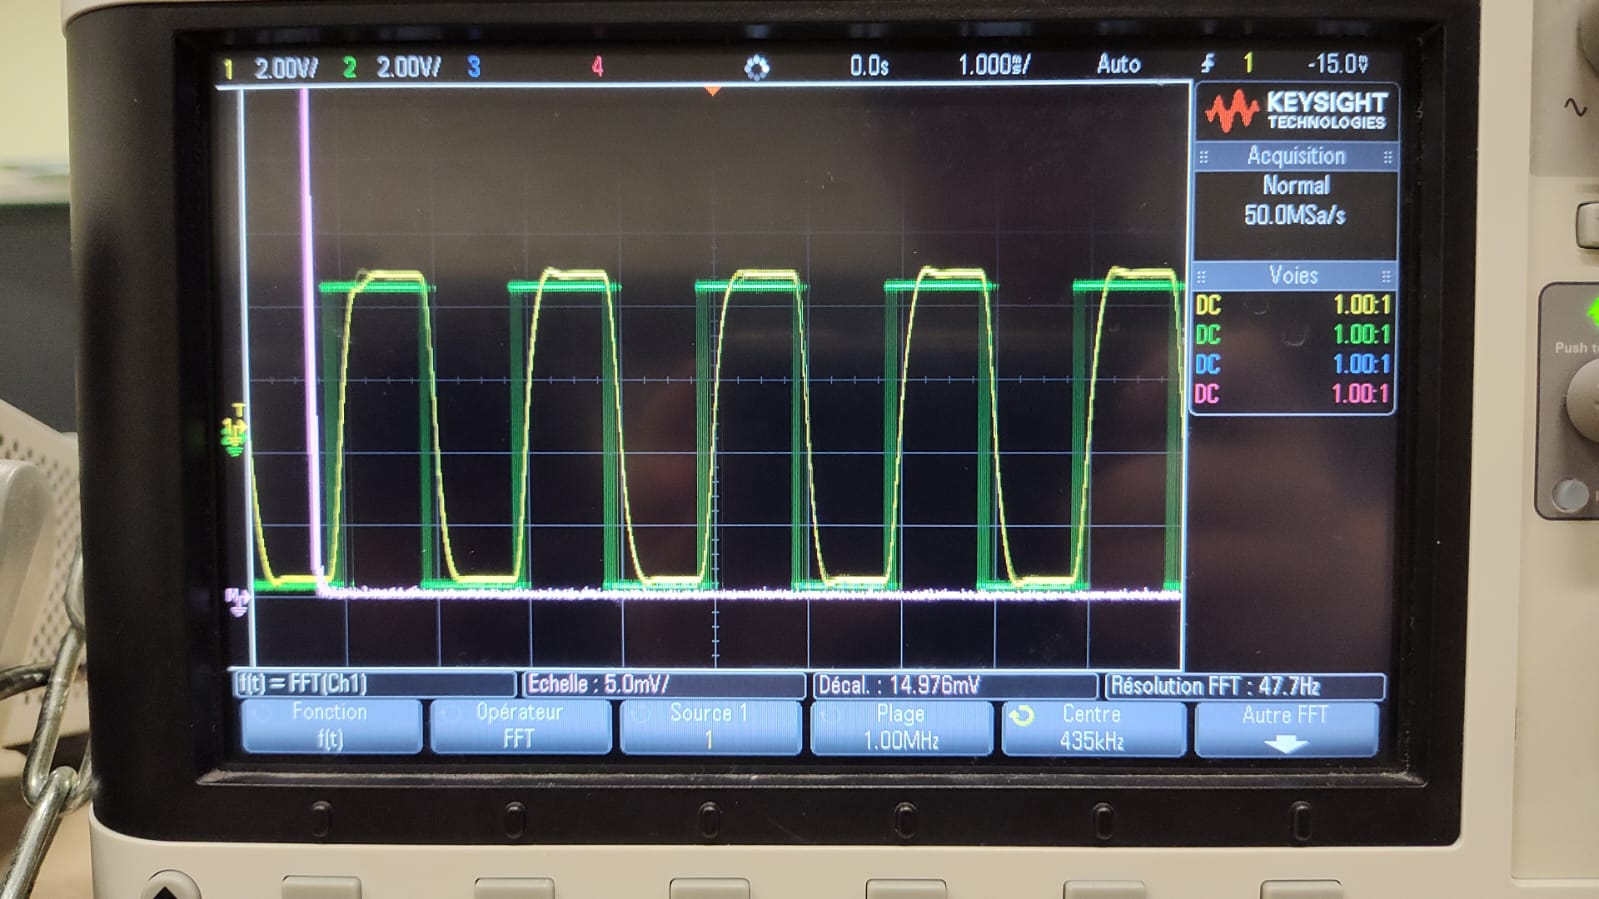 1 2.00V/ 2 2.00V/ 3 4 0.0s 1.000ms/ Auto 1 -15.0V
KEYSIGHT
TECHNOLOGIES
Acquisition
Normal
50.0MSa/s
Voies
DC 1.00:1
DC 1.00:1
DC 1.00:1
DC 1.00:1
Push
T
f(t) = FFT(Ch1) Echelle : 5.0mV/ Décal. : 14.976mV Résolution FFT : 47.7Hz
Fonction Opérateur Source 1 Plage Centre Autre FFT
f(t) FFT 1 1.00MHz 435kHz